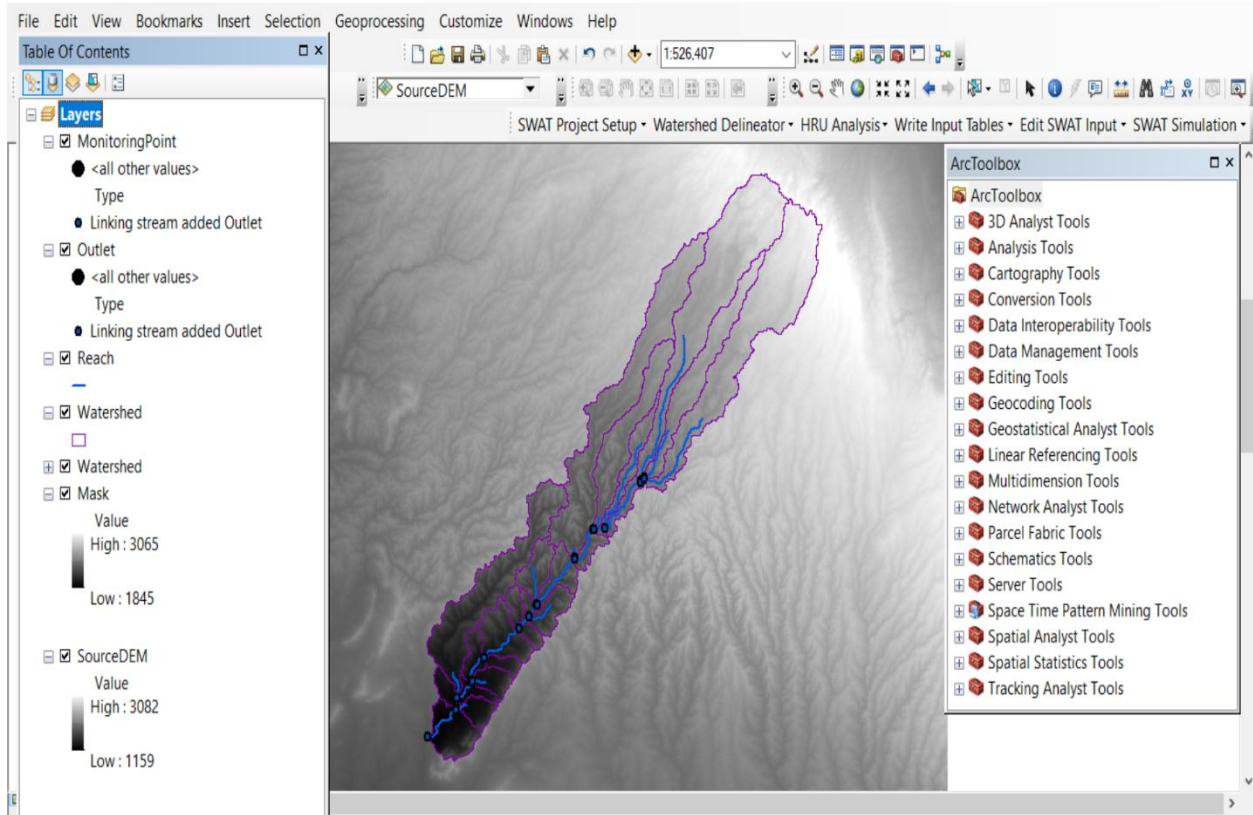 File Edit View Bookmarks Insert Selection Geoprocessing Customize Windows Help
Table Of Contents
1:526,407
SourceDEM
SWAT Project Setup Watershed Delineator HRU Analysis Write Input Tables Edit SWAT Input SWAT Simulation
Layers
MonitoringPoint
<all other values>
Type
Linking stream added Outlet
Outlet
<all other values>
Type
Linking stream added Outlet
Reach
Watershed
Watershed
Mask
Value
High : 3065
Low : 1845
SourceDEM
Value
High : 3082
Low : 1159
ArcToolbox
ArcToolbox
3D Analyst Tools
Analysis Tools
Cartography Tools
Conversion Tools
Data Interoperability Tools
Data Management Tools
Editing Tools
Geocoding Tools
Geostatistical Analyst Tools
Linear Referencing Tools
Multidimension Tools
Network Analyst Tools
Parcel Fabric Tools
Schematics Tools
Server Tools
Space Time Pattern Mining Tools
Spatial Analyst Tools
Spatial Statistics Tools
Tracking Analyst Tools